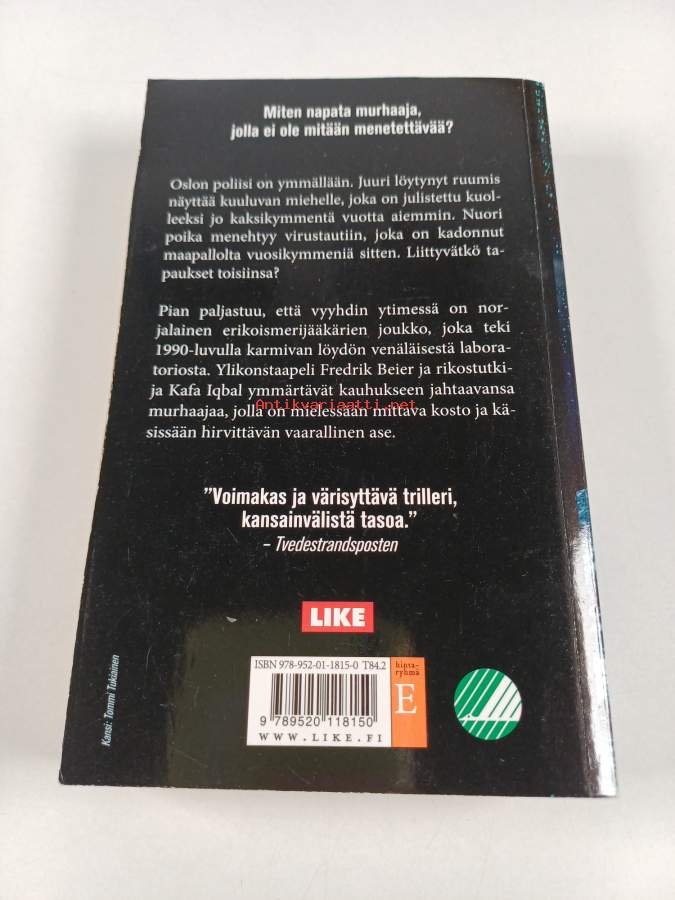 Miten napata murhaaja,
jolla ei ole mitään menetettävää?
Oslon poliisi on ymmällään. Juuri löytynyt ruumis
näyttää kuuluvan miehelle, joka on julistettu kuol-
leeksi jo kaksikymmentä vuotta aiemmin. Nuori
poika menehtyy virustautiin, joka on kadonnut
maapallolta vuosikymmeniä sitten. Liittyvätkö ta-
paukset toisiinsa?
Pian paljastuu, että vyyhdin ytimessä on nor-
jalainen erikoismerijääkärien joukko, joka teki
1990-luvulla karmivan löydön venäläisestä labora-
toriosta. Ylikonstaapeli Fredrik Beier ja rikostutki-
ja Kafa Iqbal ymmärtävät kauhukseen jahtaavansa
murhaajaa, jolla on mielessään mittava kosto ja kä-
sissään hirvittävän vaarallinen ase.
Antikvariaatti.net
"Voimakas ja värisyttävä trilleri,
kansainvälistä tasoa."
– Tvedestrandsposten
LIKE
Kansi: Tommi Tukiainen
ISBN 978-952-01-1815-0 T84.2
9 789520 118150
WWW.LIKE.FI
hinta-
ryhmä
E